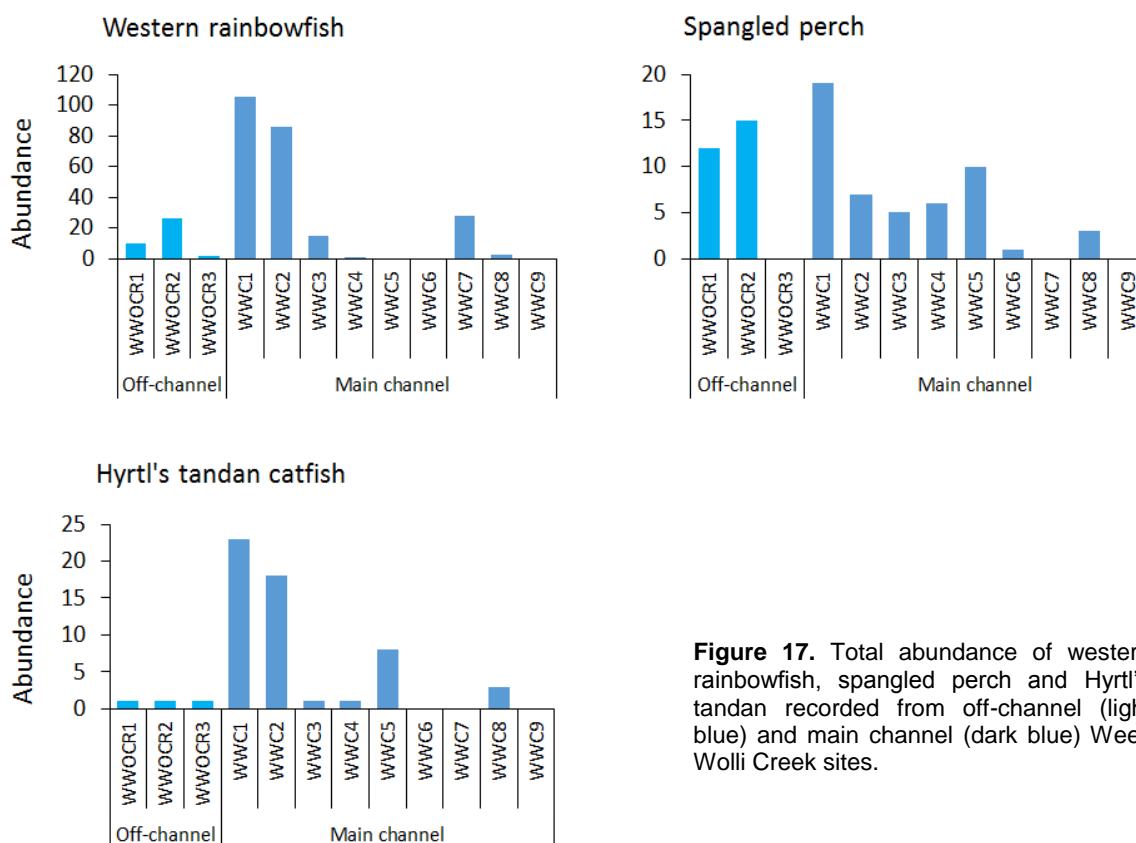 Western rainbowfish
Abundance
120
100
80
60
40
20
0
WWOCR1
WWOCR2
WWOCR3
WWC1
WWC2
WWC3
WWC4
WWC5
WWC6
WWC7
WWC8
WWC9
Off-channel
Main channel
Spangled perch
20
15
10
5
0
WWOCR1
WWOCR2
WWOCR3
WWC1
WWC2
WWC3
WWC4
WWC5
WWC6
WWC7
WWC8
WWC9
Off-channel
Main channel
Hyrtl's tandan catfish
Abundance
25
20
15
10
5
0
WWOCR1
WWOCR2
WWOCR3
WWC1
WWC2
WWC3
WWC4
WWC5
WWC6
WWC7
WWC8
WWC9
Off-channel
Main channel
Figure 17. Total abundance of wester
rainbowfish, spangled perch and Hyrtl'
tandan recorded from off-channel (ligh
blue) and main channel (dark blue) Wee
Wolli Creek sites.